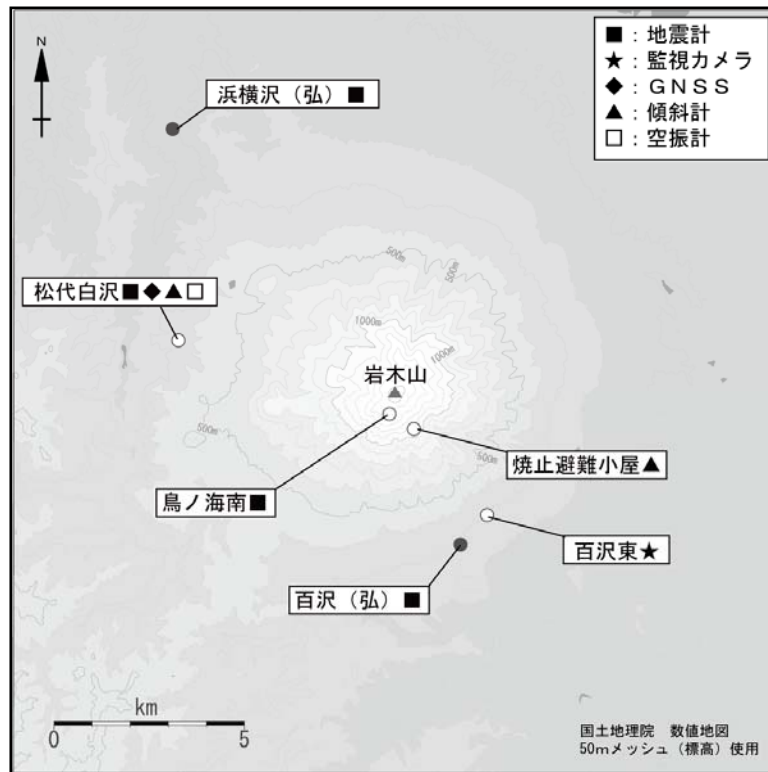 N
■：地震計
★：監視カメラ
◆：ＧＮＳＳ
▲：傾斜計
□：空振計
浜横沢（弘）■
松代白沢■◆▲□
500m
500m
1000m
1000m
岩木山
500m
500m
鳥ノ海南■
焼止避難小屋▲
百沢東★
百沢（弘）■
km
0 5
国土地理院　数値地図
50mメッシュ（標高）使用